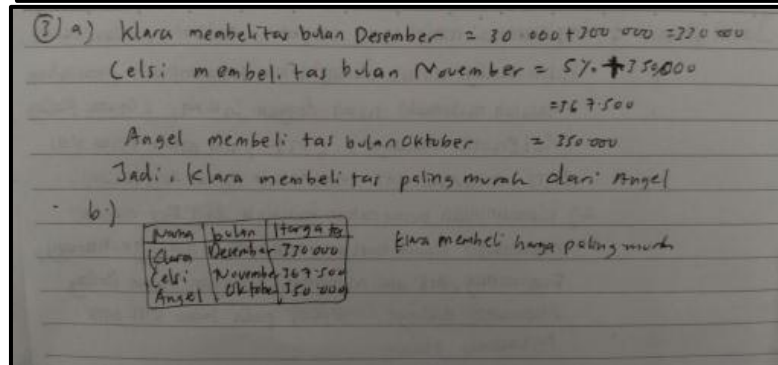 ③ a) Klara membeli tas bulan Desember = 30.000 + 300.000 = 330.000
Celsi membeli tas bulan November = 5% + 350.000
= 367.500
Angel membeli tas bulan Oktober = 350.000
Jadi, Klara membeli tas paling murah dari Angel
b.)
Nama bulan Harga tas
Klara Desember 330.000
Celsi November 367.500
Angel Oktober 350.000
Klara membeli harga paling murah